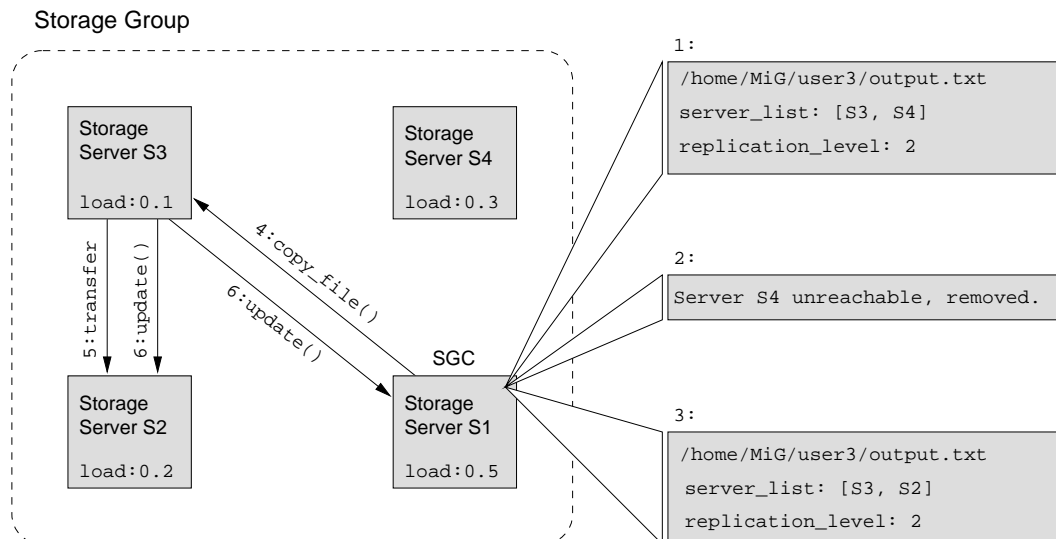 Storage Group
Storage
Server S3
load:0.1
Storage
Server S4
load:0.3
4:copy_file()
6:update()
5:transfer
6:update()
SGC
Storage
Server S2
load:0.2
Storage
Server S1
load:0.5
1:
/home/MiG/user3/output.txt
server_list: [S3, S4]
replication_level: 2
2:
Server S4 unreachable, removed.
3:
/home/MiG/user3/output.txt
server_list: [S3, S2]
replication_level: 2